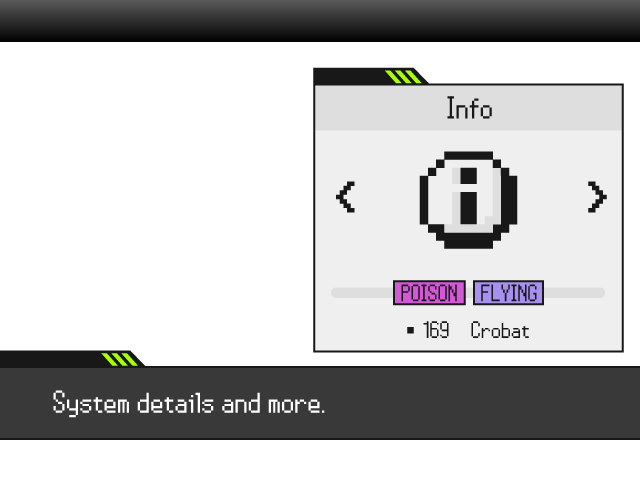 Info
POISON FLYING
▪ 169 Crobat
System details and more.